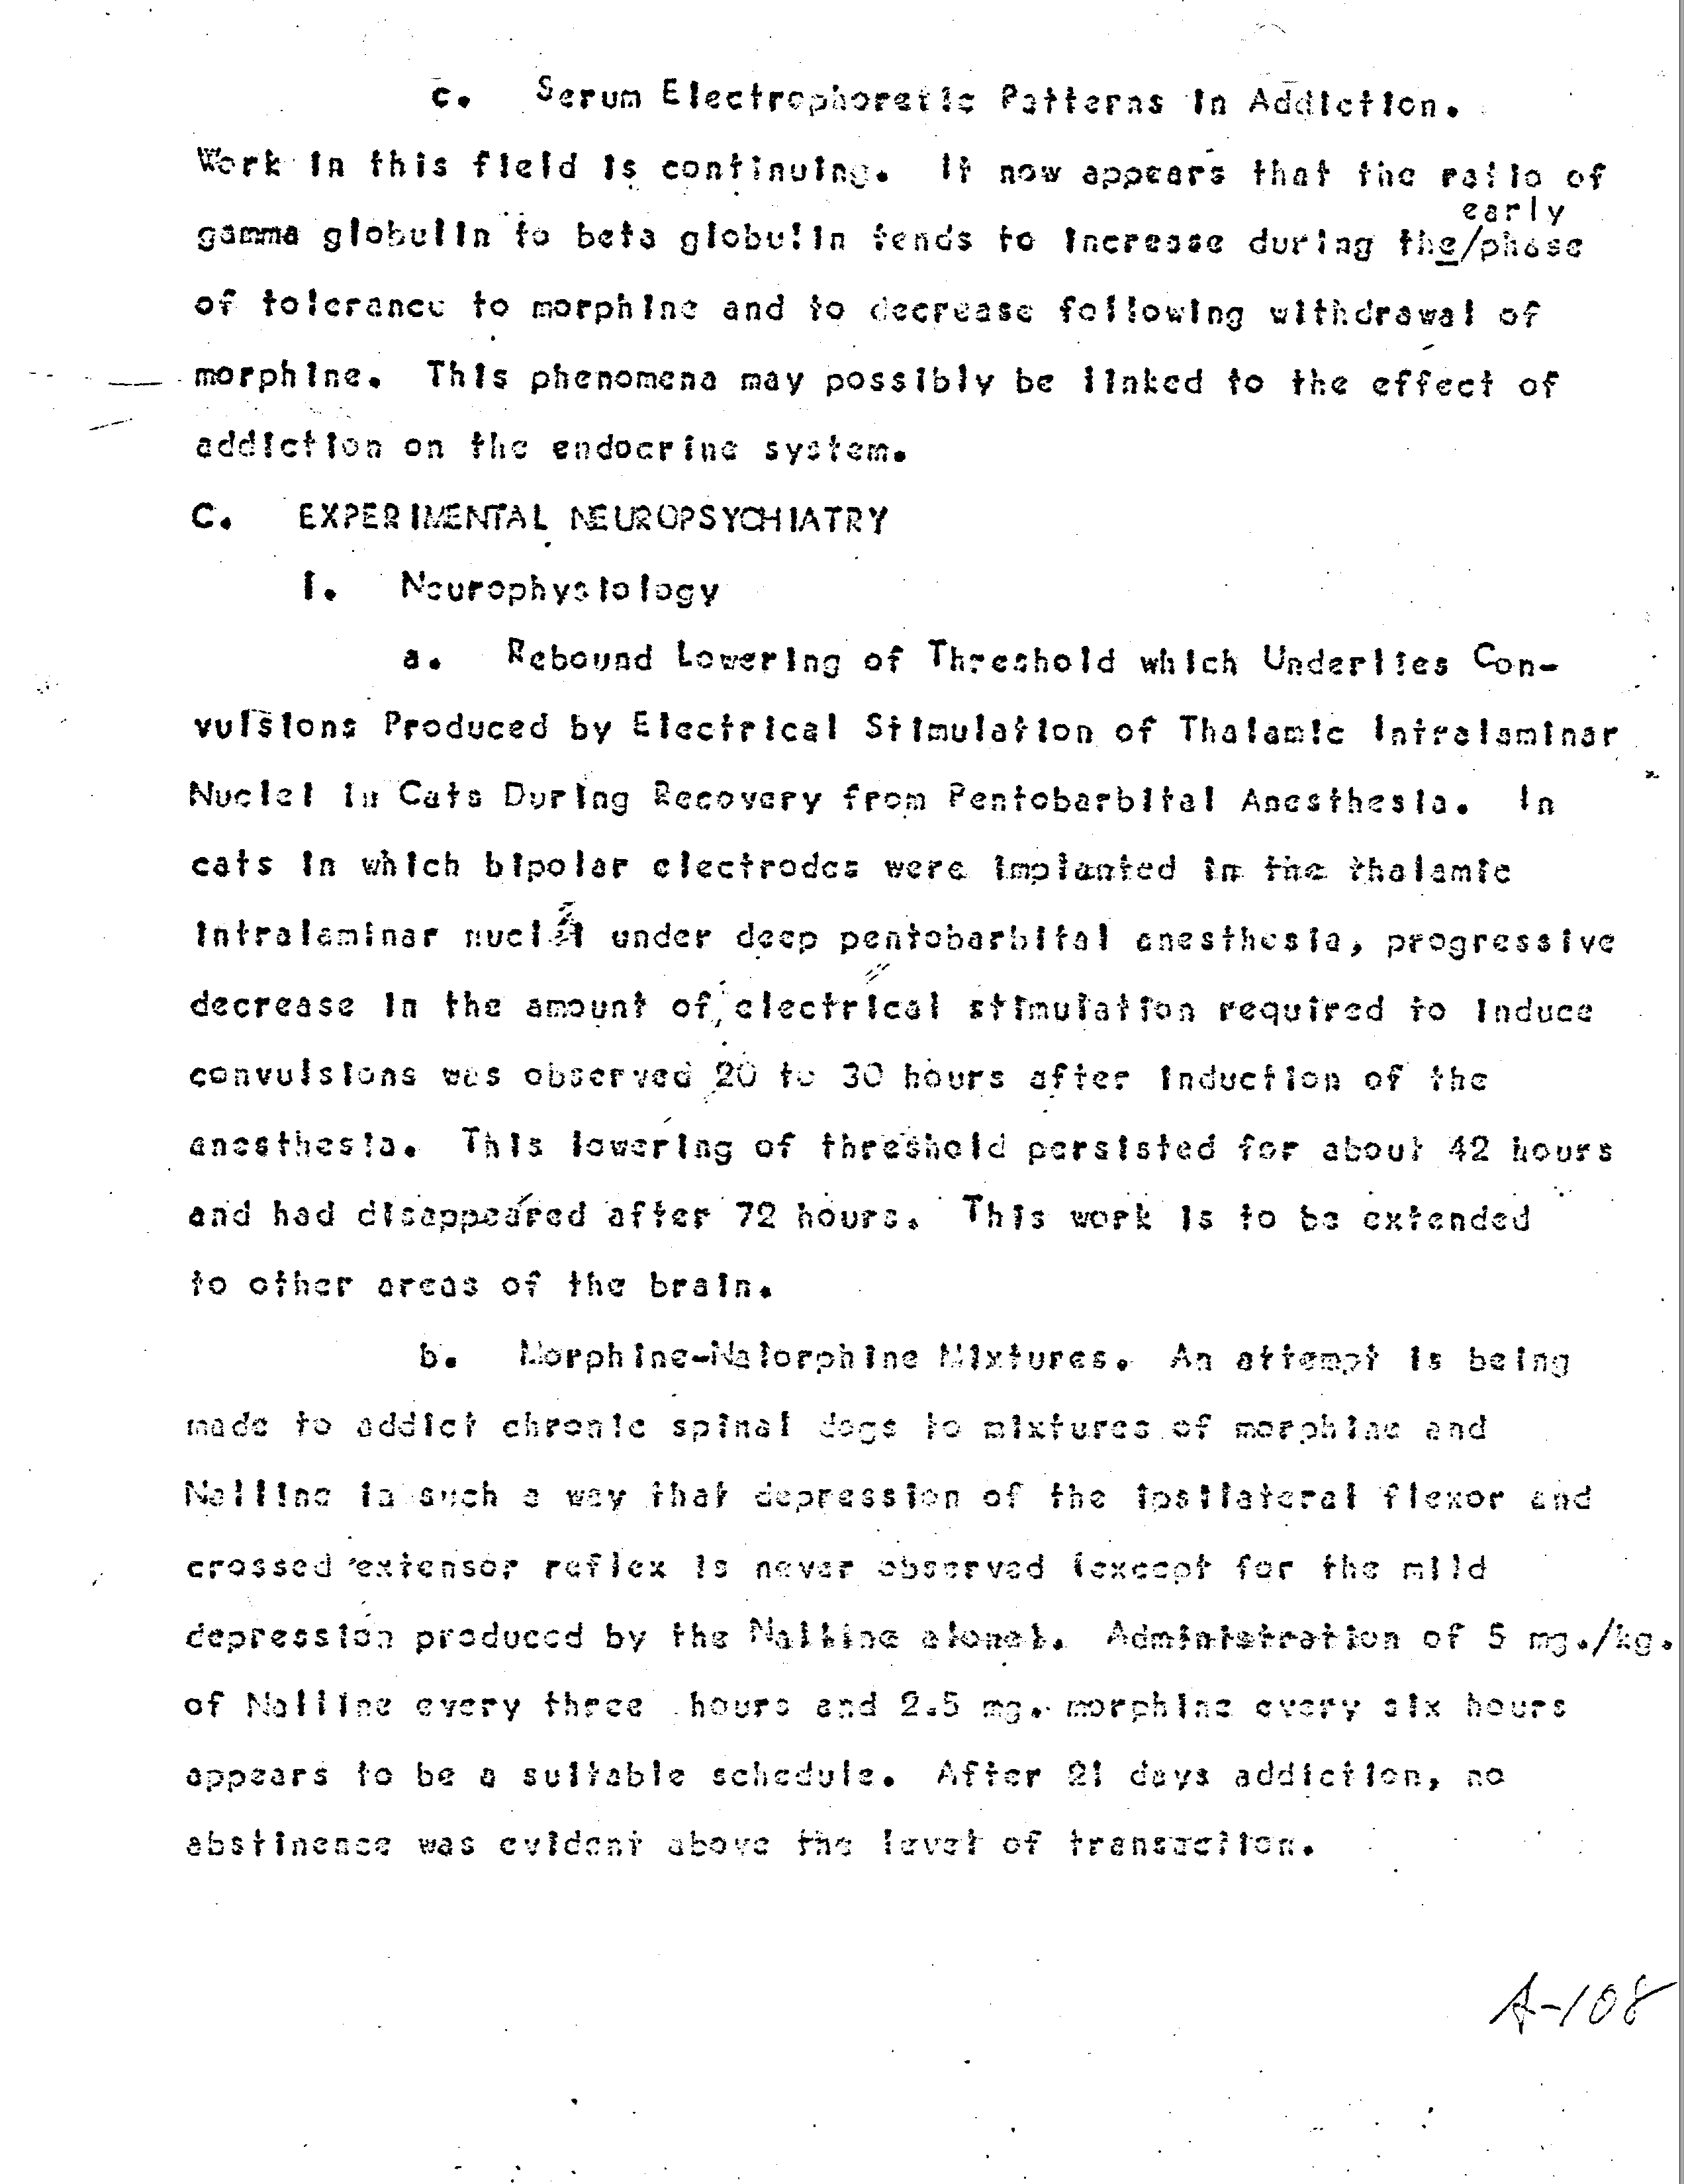 c. Serum Electrophoretic Patterns in Addiction.
Work in this field is continuing. It now appears that the ratio of
early
gamma globulin to beta globulin tends to increase during the/phase
of tolerance to morphine and to decrease following withdrawal of
morphine. This phenomena may possibly be linked to the effect of
addiction on the endocrine system.
C. EXPERIMENTAL NEUROPSYCHIATRY
1. Neurophysiology
a. Rebound Lowering of Threshold which Underlies Con-
vulsions Produced by Electrical Stimulation of Thalamic Intralaminar
Nuclei in Cats During Recovery from Pentobarbital Anesthesia. In
cats in which bipolar electrodes were implanted in the thalamic
intralaminar nuclei under deep pentobarbital anesthesia, progressive
decrease in the amount of electrical stimulation required to induce
convulsions was observed 20 to 30 hours after induction of the
anesthesia. This lowering of threshold persisted for about 42 hours
and had disappeared after 72 hours. This work is to be extended
to other areas of the brain.
b. Morphine-Nalorphine Mixtures. An attempt is being
made to addict chronic spinal dogs to mixtures of morphine and
Nalline in such a way that depression of the ipsilateral flexor and
crossed extensor reflex is never observed (except for the mild
depression produced by the Nalline alone). Administration of 5 mg./kg.
of Nalline every three hours and 2.5 mg. morphine every six hours
appears to be a suitable schedule. After 21 days addiction, no
abstinence was evident above the level of transaction.
A-108